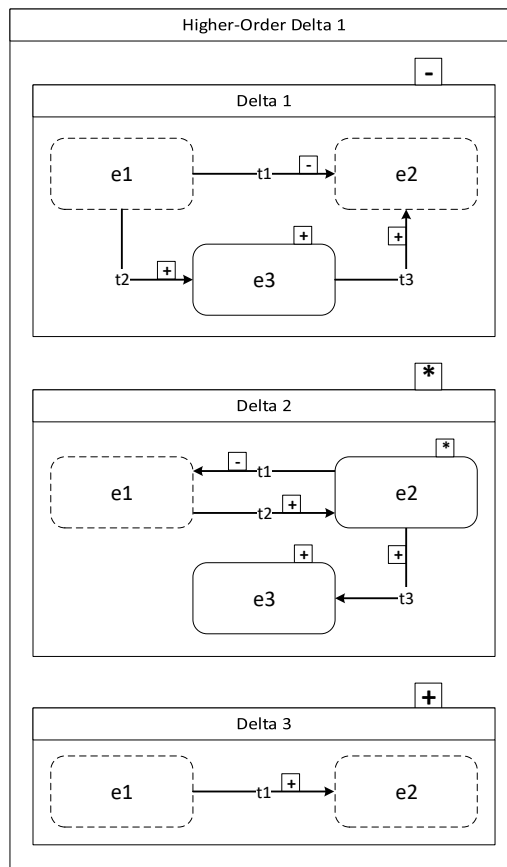 Higher-Order Delta 1
-
Delta 1
e1
t1
-
e2
t2
+
+
e3
+
t3
*
Delta 2
e1
-
t1
t2
+
*
e2
+
e3
+
t3
+
Delta 3
e1
t1
+
e2